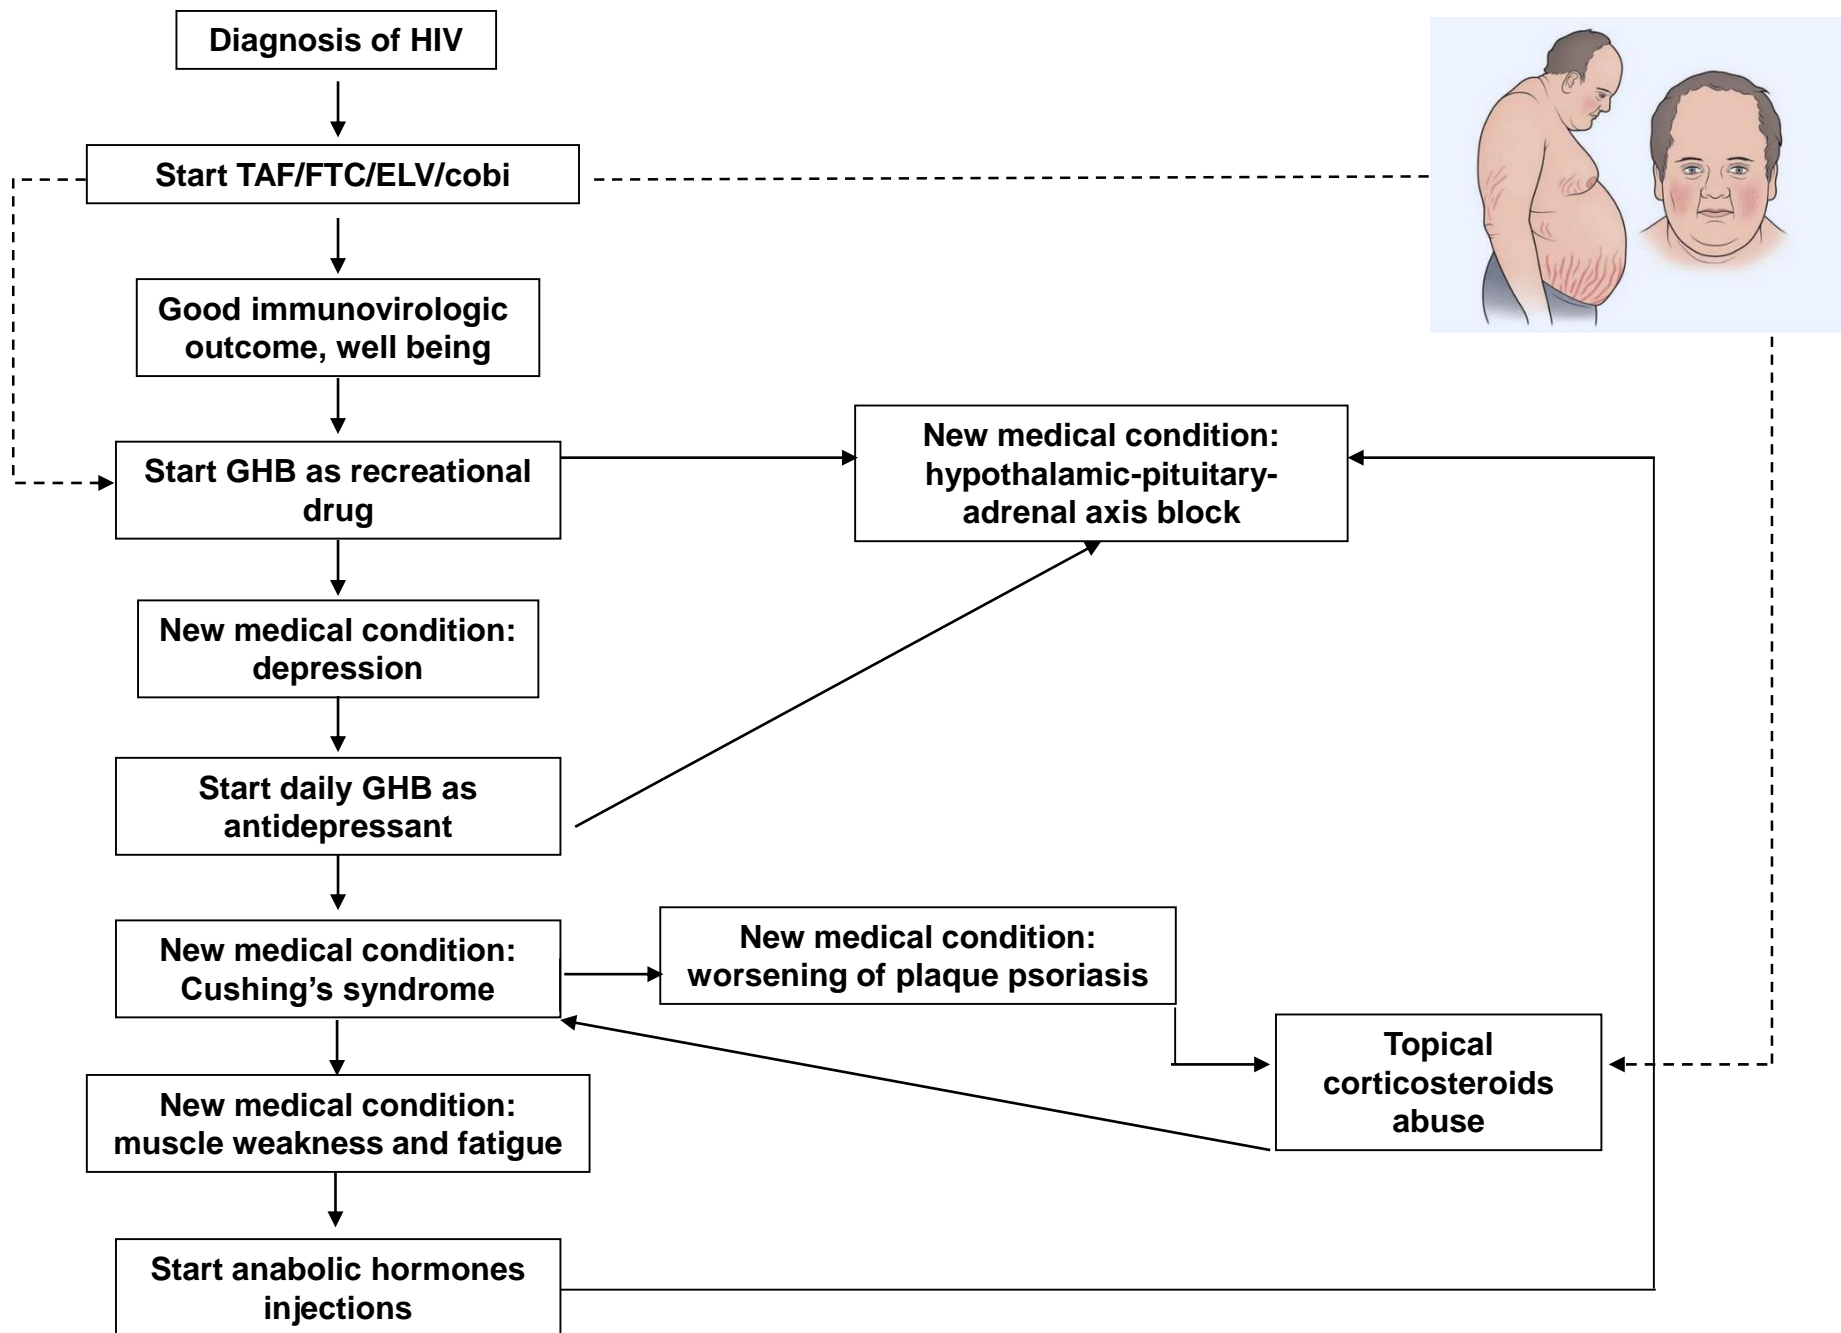 Diagnosis of HIV
Start TAF/FTC/ELV/cobi
Good immunovirologic
outcome, well being
Start GHB as recreational
drug
New medical condition:
hypothalamic-pituitary-
adrenal axis block
New medical condition:
depression
Start daily GHB as
antidepressant
New medical condition:
Cushing’s syndrome
New medical condition:
worsening of plaque psoriasis
Topical
corticosteroids
abuse
New medical condition:
muscle weakness and fatigue
Start anabolic hormones
injections